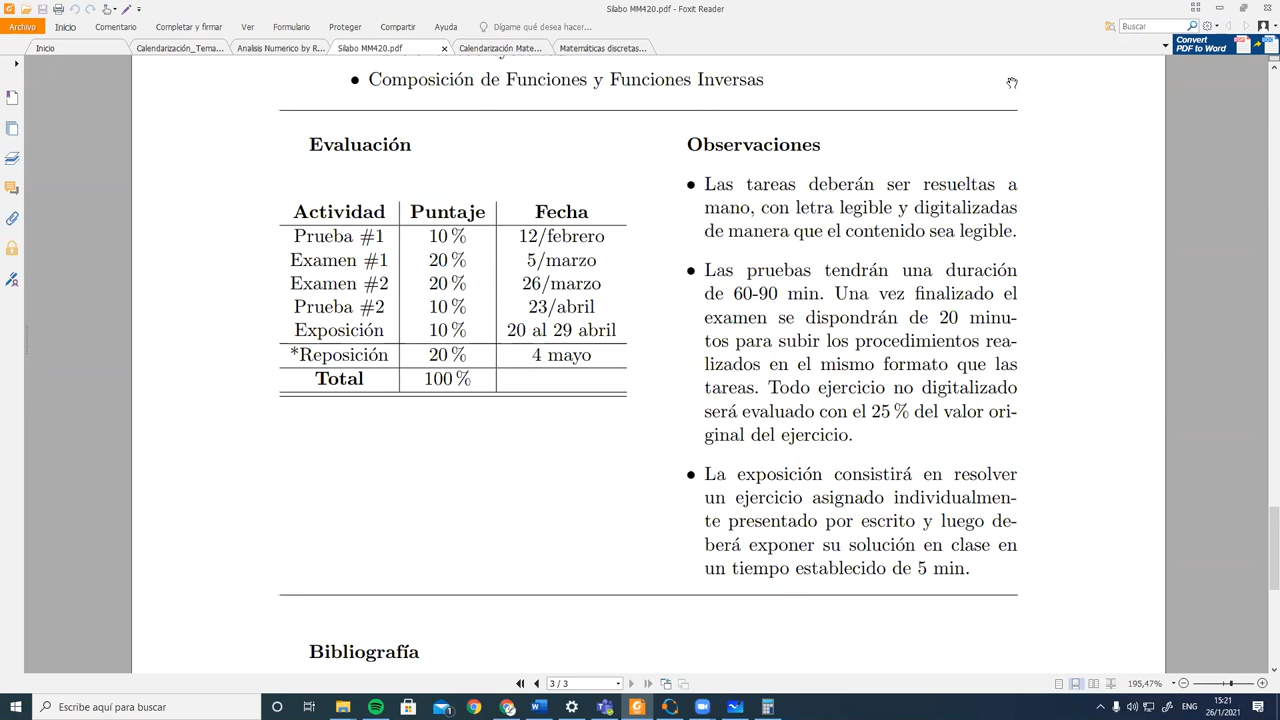 Silabo MM420.pdf - Foxit Reader
Archivo Inicio Comentario Completar y firmar Ver Formulario Proteger Compartir Ayuda Dígame qué desea hacer... Buscar
Inicio Calendarización_Tema... Analisis Numerico by R... Silabo MM420.pdf Calendarización Mate... Matemáticas discretas...
Convert
PDF to Word
• Composición de Funciones y Funciones Inversas
Evaluación
Actividad Puntaje Fecha
Prueba #1 10 % 12/febrero
Examen #1 20 % 5/marzo
Examen #2 20 % 26/marzo
Prueba #2 10 % 23/abril
Exposición 10 % 20 al 29 abril
*Reposición 20 % 4 mayo
Total 100 %
Observaciones
• Las tareas deberán ser resueltas a
mano, con letra legible y digitalizadas
de manera que el contenido sea legible.
• Las pruebas tendrán una duración
de 60-90 min. Una vez finalizado el
examen se dispondrán de 20 minu-
tos para subir los procedimientos rea-
lizados en el mismo formato que las
tareas. Todo ejercicio no digitalizado
será evaluado con el 25 % del valor ori-
ginal del ejercicio.
• La exposición consistirá en resolver
un ejercicio asignado individualmen-
te presentado por escrito y luego de-
berá exponer su solución en clase en
un tiempo establecido de 5 min.
Bibliografía
3 / 3
195,47%
Escribe aquí para buscar
15:21
26/1/2021